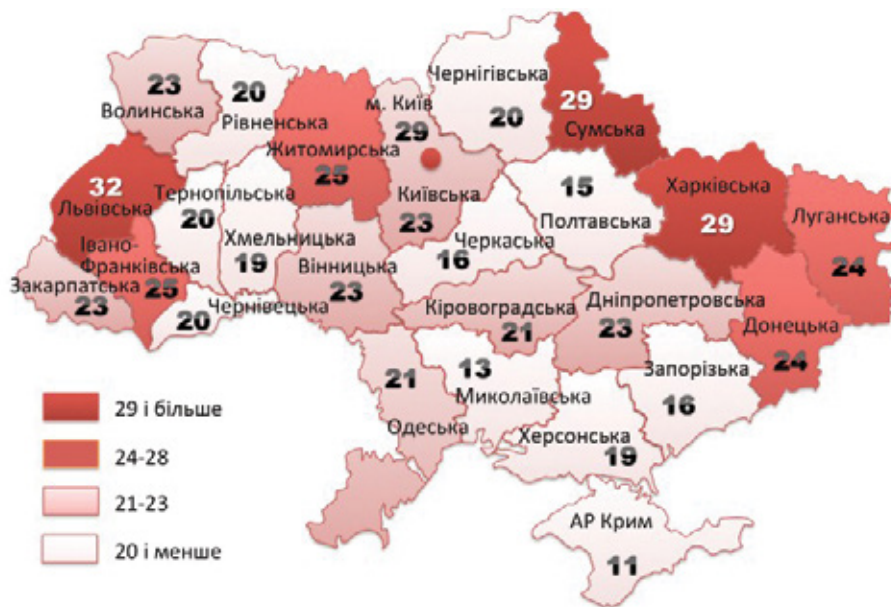 23
Волинська
20
Рівненська
Чернігівська
20
м. Київ
29
29
Сумська
Житомирська
25
32
Львівська
Тернопільська
20
Київська
23
15
Полтавська
Харківська
29
Луганська
24
Івано-
Франківська
25
Хмельницька
19
Вінницька
23
Черкаська
16
Закарпатська
23
20
Чернівецька
Кіровоградська
21
Дніпропетровська
23
Донецька
24
21
Одеська
13
Миколаївська
Запорізька
16
Херсонська
19
АР Крим
11
29 і більше
24-28
21-23
20 і менше